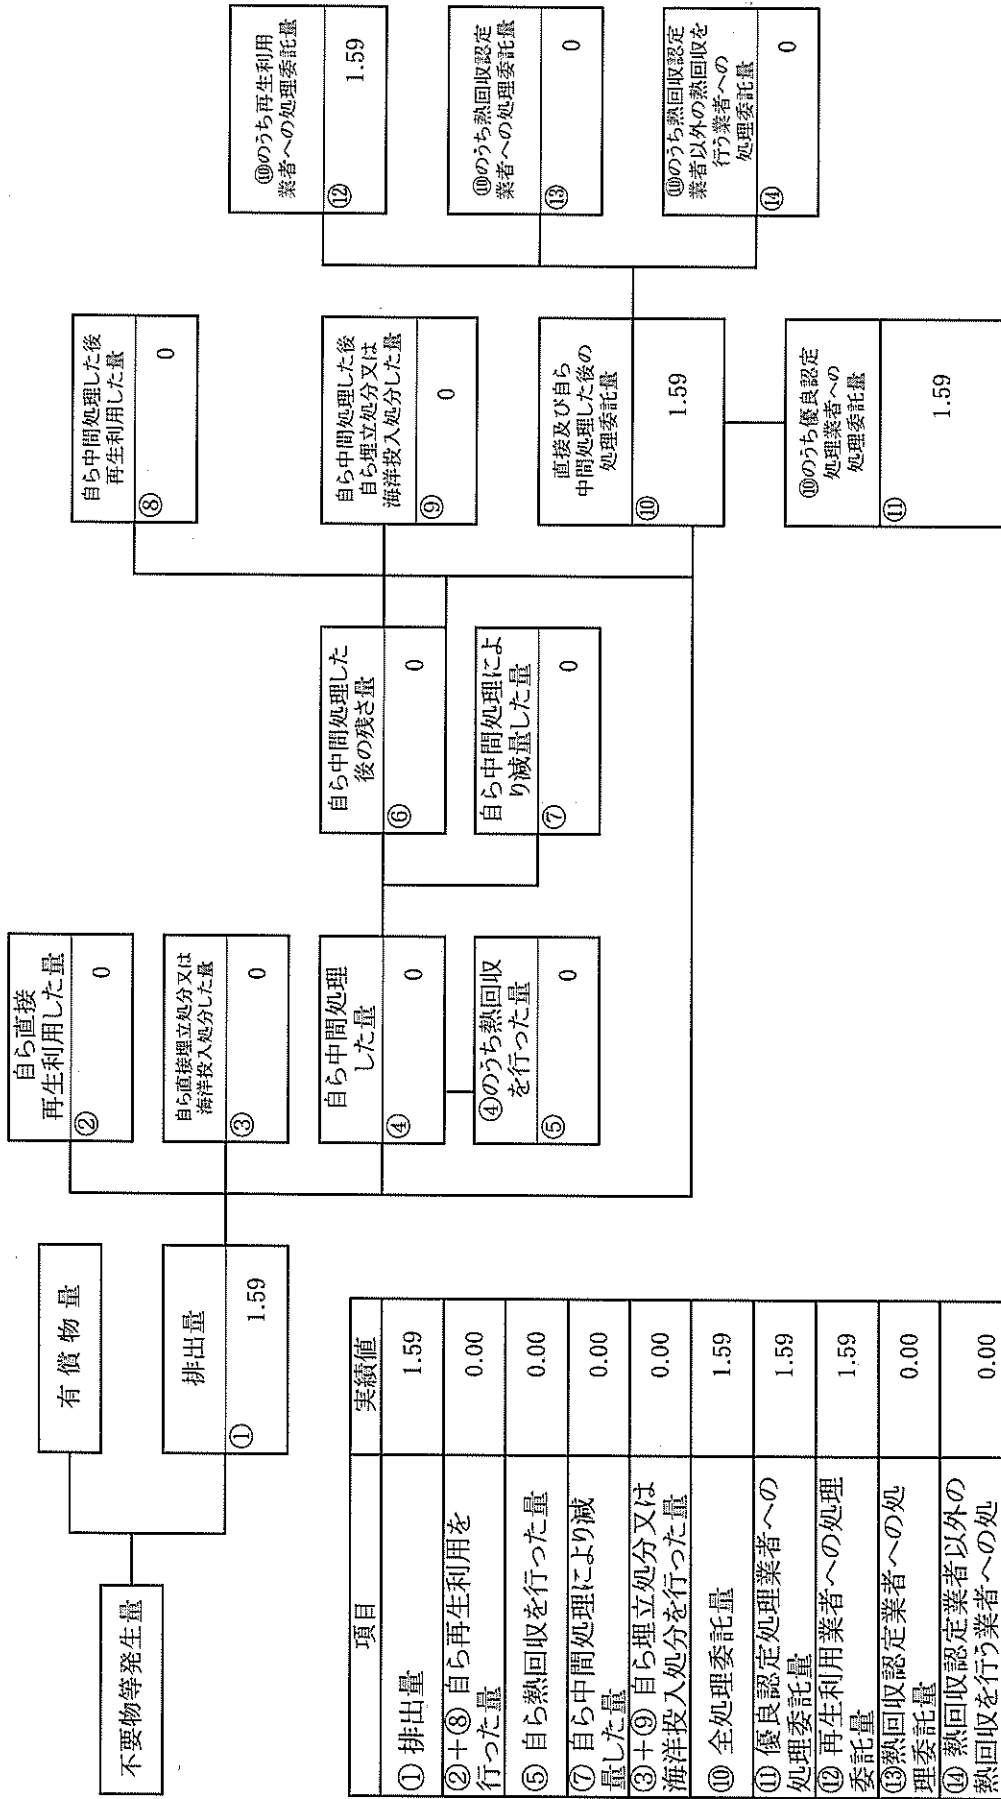 不要物等発生量
有償物量
排出量
①
1.59
自ら直接
再生利用した量
②
0
自ら直接埋立処分又は
海洋投入処分した量
③
0
自ら中間処理
した量
④
0
④のうち熱回収
を行った量
⑤
0
自ら中間処理した
後の残さ量
⑥
0
自ら中間処理によ
り減量した量
⑦
0
自ら中間処理した後
再生利用した量
⑧
0
自ら中間処理した後
自ら埋立処分又は
海洋投入処分した量
⑨
0
直接及び自ら
中間処理した後の
処理委託量
⑩
1.59
⑩のうち優良認定
処理業者への
処理委託量
⑪
1.59
⑩のうち再生利用
業者への処理委託量
⑫
1.59
⑩のうち熱回収認定
業者への処理委託量
⑬
0
⑩のうち熱回収認定
業者以外の熱回収を
行う業者への
処理委託量
⑭
0
項目 実績値
① 排出量 1.59
②+⑧ 自ら再生利用を
行った量 0.00
⑤ 自ら熱回収を行った量 0.00
⑦ 自ら中間処理により減
量した量 0.00
③+⑨ 自ら埋立処分又は
海洋投入処分を行った量 0.00
⑩ 全処理委託量 1.59
⑪ 優良認定処理業者への
処理委託量 1.59
⑫ 再生利用業者への処理
委託量 1.59
⑬熱回収認定業者への処
理委託量 0.00
⑭ 熱回収認定業者以外の
熱回収を行う業者への処 0.00